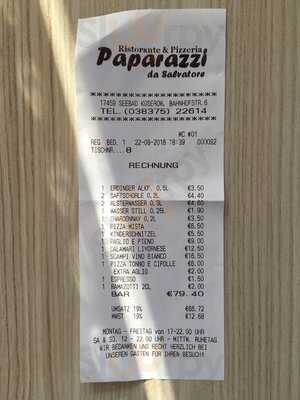 Ristorante & Pizzeria
Paparazzi
da Salvatore
17459 SEEBAD KOSEROW, BAHNHOFSTR.6
TEL. (038375) 22614
MC #01
REG BED. 1 22-08-2018 18:39 000092
TISCHNR....8
RECHNUNG
1 ERDINGER ALKF. 0,5L €3.50
2 SAFTSCHORLE 0,2L €4.40
2 ALSTERWASSER 0,3L €4.60
1 WASSER STILL 0,25L €1.90
1 CHARDONNAY 0,2L €3.50
1 PIZZA MISTA €8.50
1 KINDERSCHNITZEL €5.50
1 PAGLIO E FIENO €9.00
1 CALAMARI LIVORNESE €12.50
1 SCAMPI VINO BIANCO €16.50
1 PIZZA TONNO E CIPOLLE €8.00
1 EXTRA AGLIO €2.00
1 ESPRESSO €1.50
1 RAMAZOTTI 2CL €2.00
BAR €79.40
UMSATZ 19% €66.72
MWST 19% €12.68
MONTAG - FREITAG von 17-22.00 UHR
SA & SO. 12 - 22.00 UHR - MITTW. RUHETAG
WIR BEDANKEN UNS RECHT HERZLICH BEI
UNSEREN GÄSTEN FÜR IHREN BESUCH!